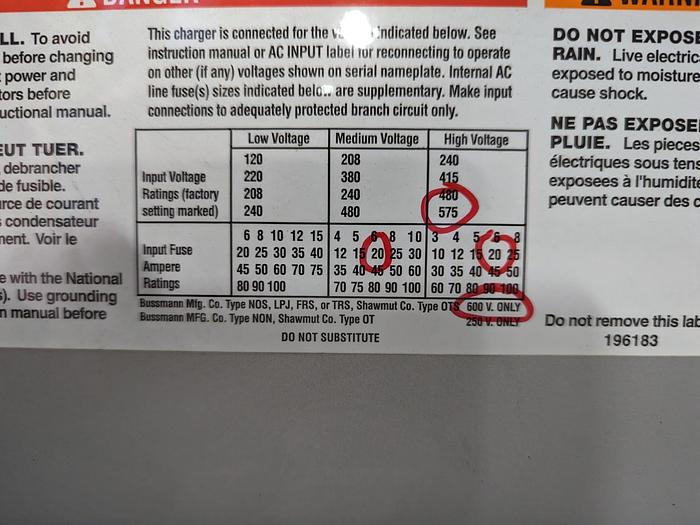 DANGER
WARNI
LL. To avoid
before changing
power and
tors before
uctional manual.
EUT TUER.
debrancher
de fusible.
urce de courant
condensateur
ment. Voir le
e with the National
s). Use grounding
n manual before
This charger is connected for the indicated below. See
instruction manual or AC INPUT label for reconnecting to operate
on other (if any) voltages shown on serial nameplate. Internal AC
line fuse(s) sizes indicated below are supplementary. Make input
connections to adequately protected branch circuit only.
Low Voltage Medium Voltage High Voltage
120 208 240
Input Voltage 220 380 415
Ratings (factory 208 240 480
setting marked) 240 480 575
6 8 10 12 15 4 5 6 8 10 3 4 5 6 8
Input Fuse 20 25 30 35 40 12 15 20 25 30 10 12 15 20 25
Ampere 45 50 60 70 75 35 40 45 50 60 30 35 40 45 50
Ratings 80 90 100 70 75 80 90 100 60 70 80 90 100
Bussmann Mfg. Co. Type NOS, LPJ, FRS, or TRS, Shawmut Co. Type OTS 600 V. ONLY
Bussmann MFG. Co. Type NON, Shawmut Co. Type OT 250 V. ONLY
DO NOT SUBSTITUTE
DO NOT EXPOSE
RAIN. Live electric
exposed to moisture
cause shock.
NE PAS EXPOSE
PLUIE. Les pieces
électriques sous tens
exposees à l'humidité
peuvent causer des c
Do not remove this lab
196183